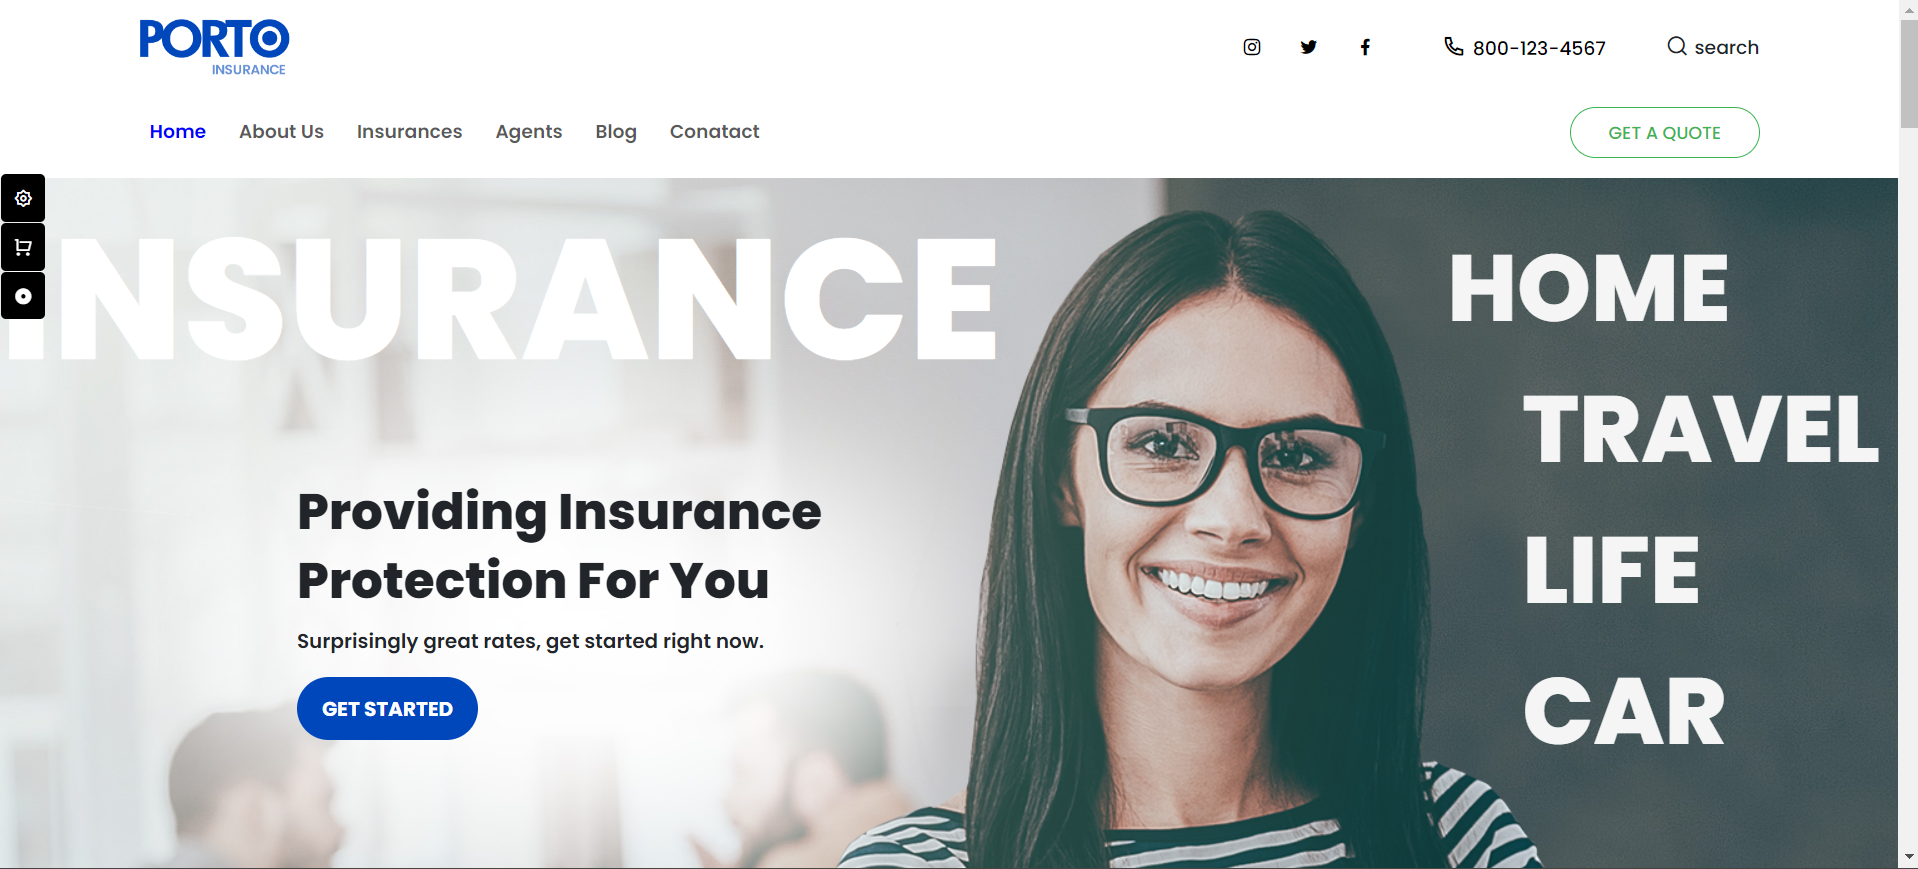 PORTO
INSURANCE
800-123-4567
search
Home
About Us
Insurances
Agents
Blog
Conatact
GET A QUOTE
INSURANCE
HOME
TRAVEL
LIFE
CAR
Providing Insurance
Protection For You
Surprisingly great rates, get started right now.
GET STARTED